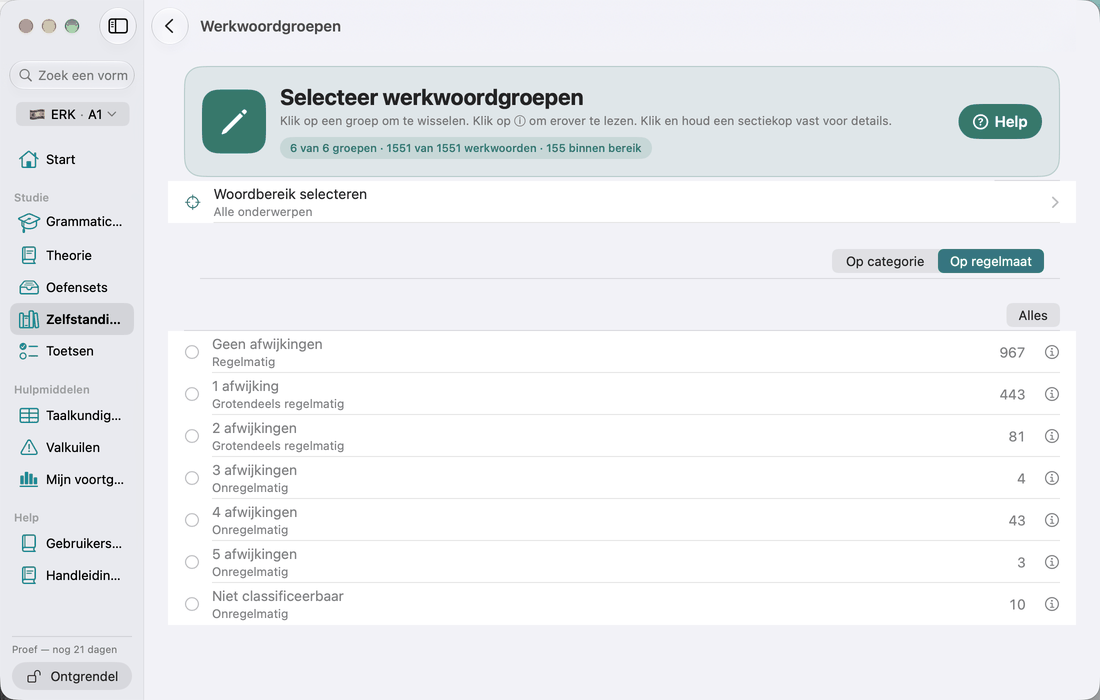 Werkwoordgroepen
Zoek een vorm
ERK · A1
Start
Studie
Grammatic...
Theorie
Oefensets
Zelfstandi...
Toetsen
Hulpmiddelen
Taalkundig...
Valkuilen
Mijn voortg...
Help
Gebruikers...
Handleidin...
Proef — nog 21 dagen
Ontgrendel
Selecteer werkwoordgroepen
Klik op een groep om te wisselen. Klik op ⓘ om erover te lezen. Klik en houd een sectiekop vast voor details.
6 van 6 groepen · 1551 van 1551 werkwoorden · 155 binnen bereik
Help
Woordbereik selecteren
Alle onderwerpen
Op categorie
Op regelmaat
Alles
Geen afwijkingen
Regelmatig
967
1 afwijking
Grotendeels regelmatig
443
2 afwijkingen
Grotendeels regelmatig
81
3 afwijkingen
Onregelmatig
4
4 afwijkingen
Onregelmatig
43
5 afwijkingen
Onregelmatig
3
Niet classificeerbaar
Onregelmatig
10